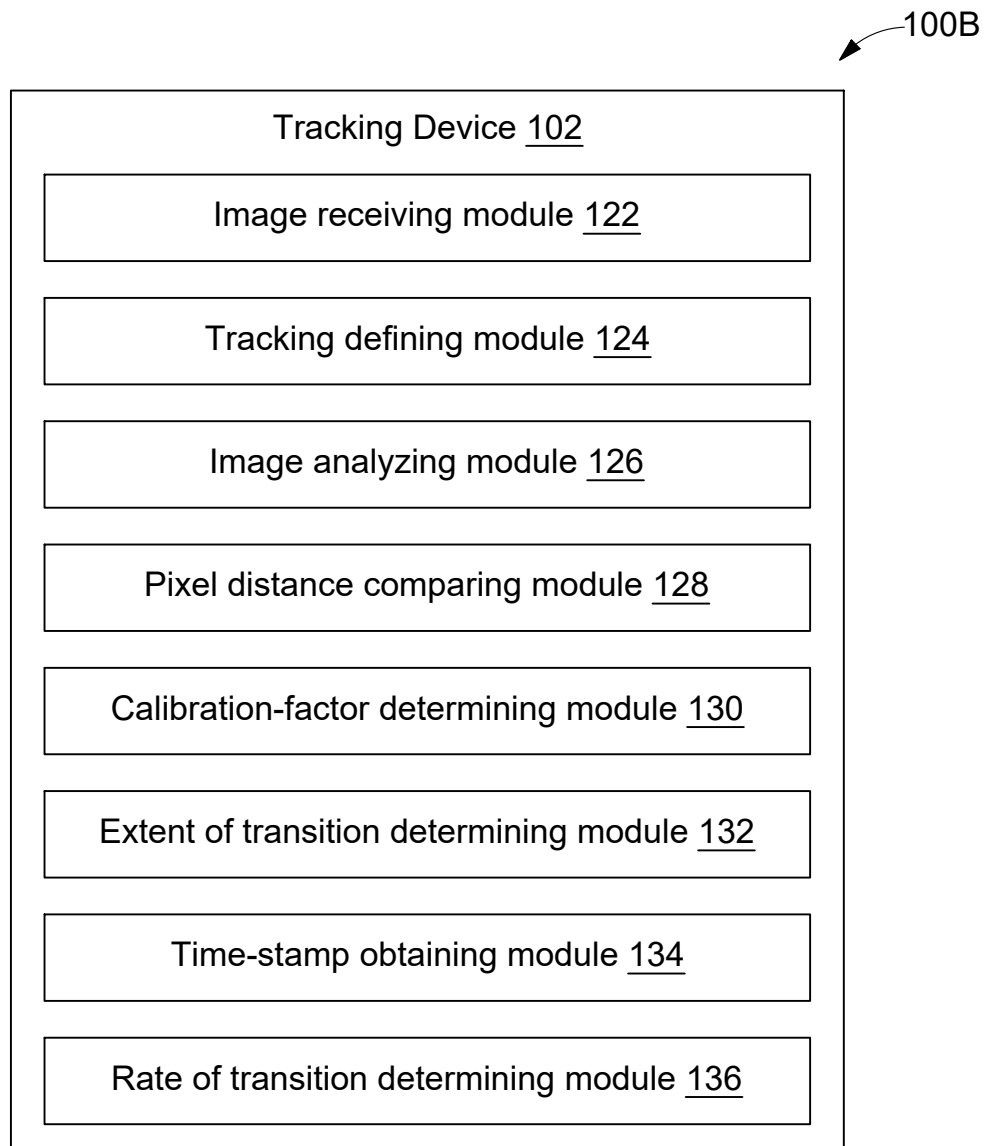 100B
Tracking Device 102
Image receiving module 122
Tracking defining module 124
Image analyzing module 126
Pixel distance comparing module 128
Calibration-factor determining module 130
Extent of transition determining module 132
Time-stamp obtaining module 134
Rate of transition determining module 136